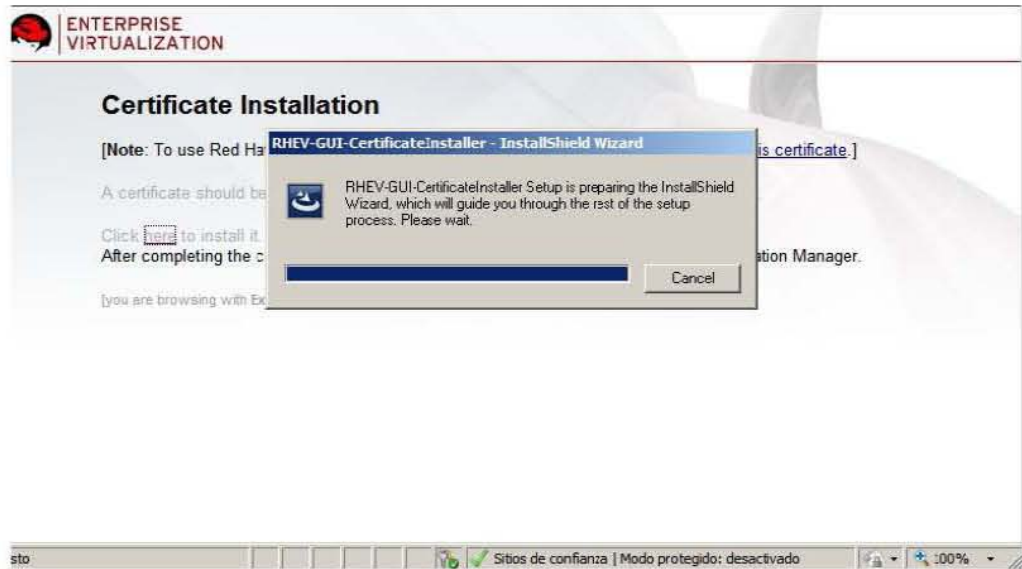 ENTERPRISE
VIRTUALIZATION
Certificate Installation
[Note: To use Red Ha
is certificate.]
RHEV-GUI-CertificateInstaller - InstallShield Wizard
RHEV-GUI-CertificateInstaller Setup is preparing the InstallShield
Wizard, which will guide you through the rest of the setup
process. Please wait.
Cancel
A certificate should be
Click here to install it.
After completing the c
ation Manager.
[you are browsing with Ex
sto
Sitios de confianza | Modo protegido: desactivado
100%